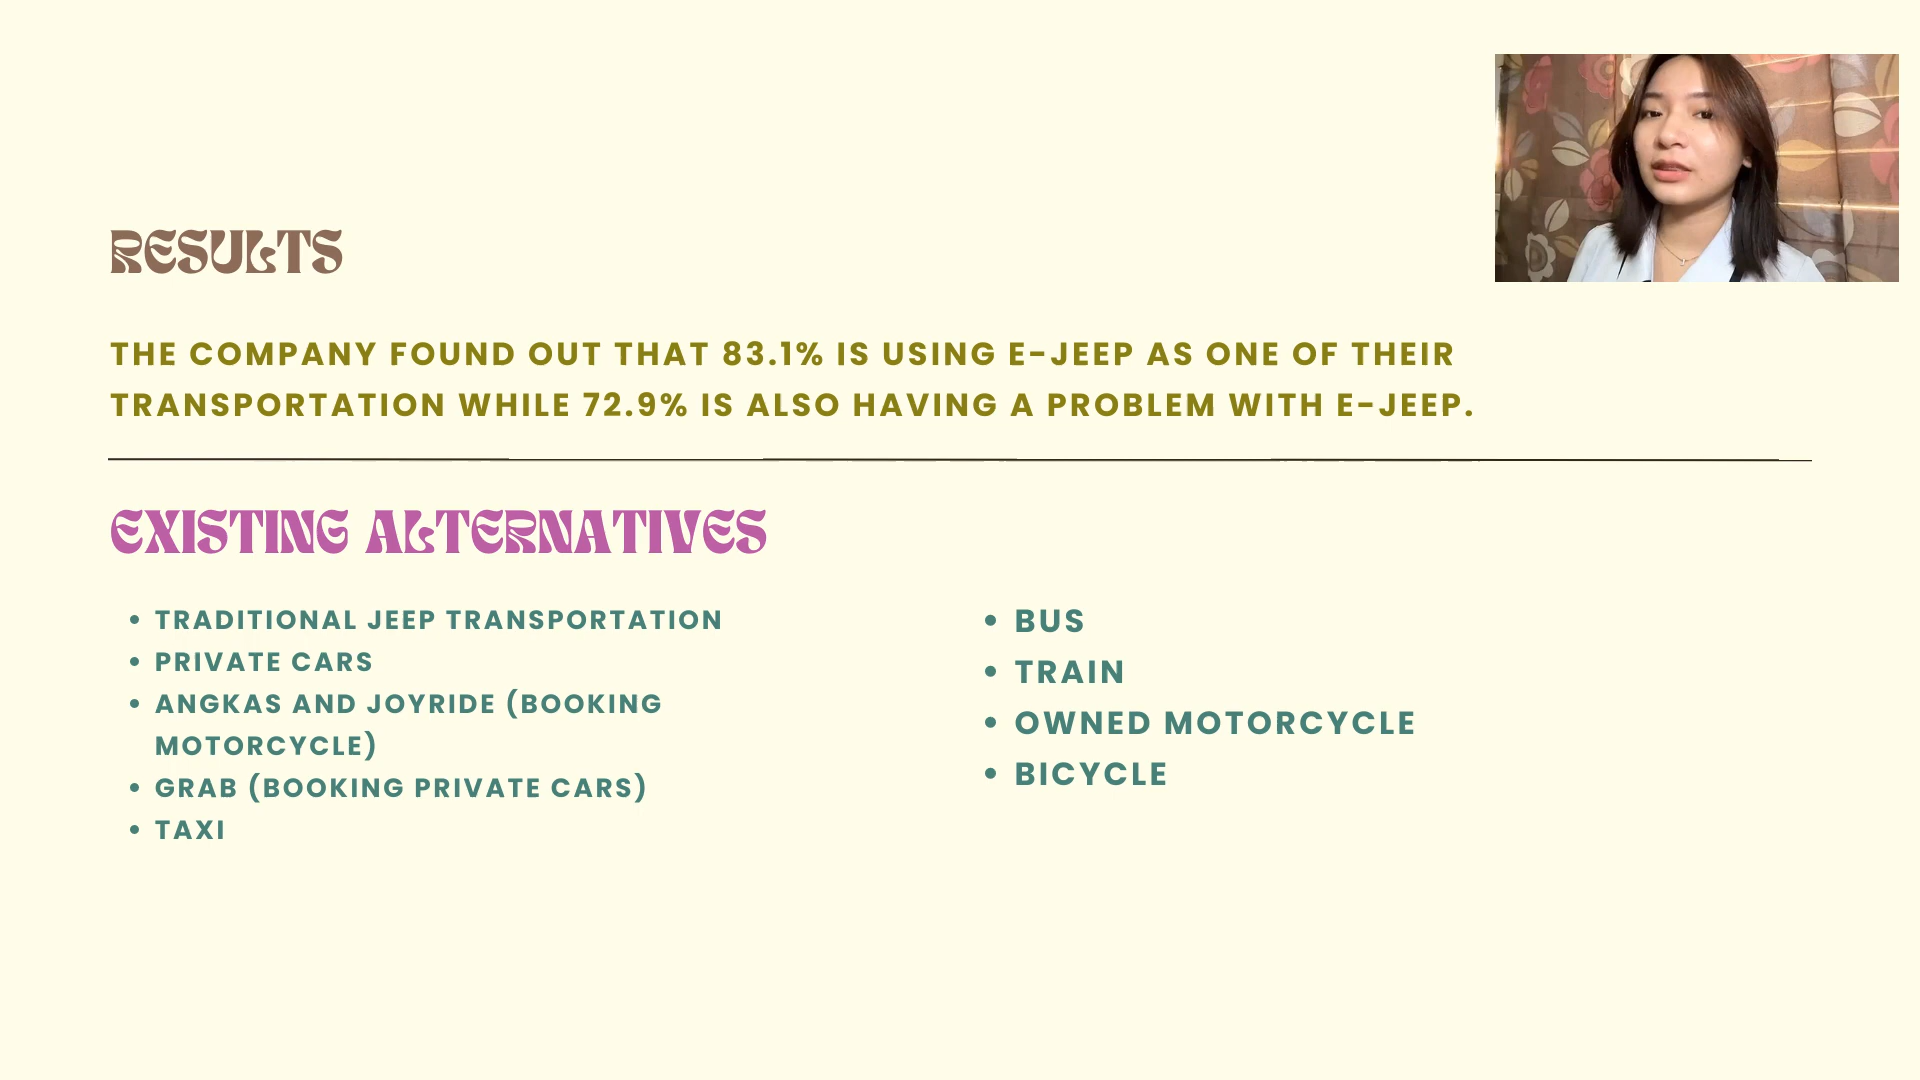 RESULTS
THE COMPANY FOUND OUT THAT 83.1% IS USING E-JEEP AS ONE OF THEIR
TRANSPORTATION WHILE 72.9% IS ALSO HAVING A PROBLEM WITH E-JEEP.
EXISTING ALTERNATIVES
• TRADITIONAL JEEP TRANSPORTATION
• PRIVATE CARS
• ANGKAS AND JOYRIDE (BOOKING
MOTORCYCLE)
• GRAB (BOOKING PRIVATE CARS)
• TAXI
• BUS
• TRAIN
• OWNED MOTORCYCLE
• BICYCLE